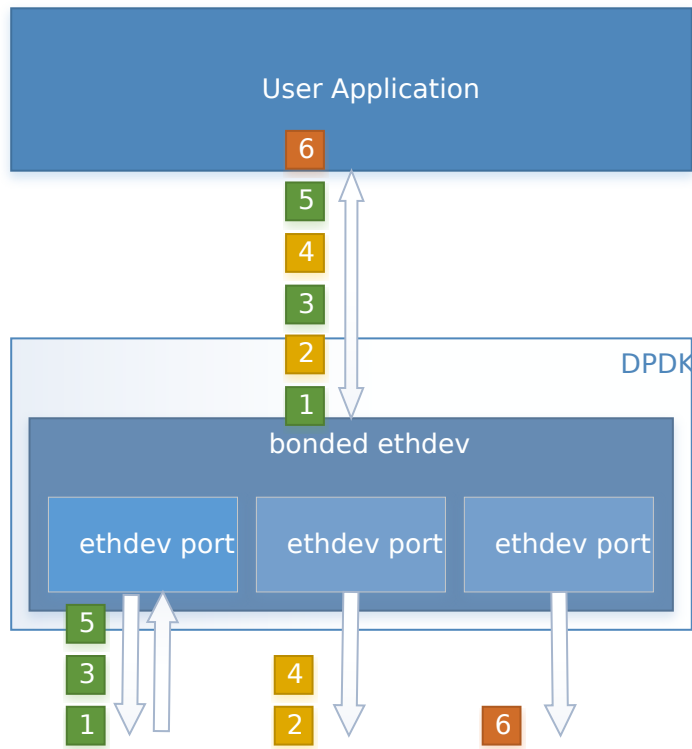 User Application
6
5
4
3
2
DPDK
1
bonded ethdev
ethdev port
ethdev port
ethdev port
5
3
4
1
2
6